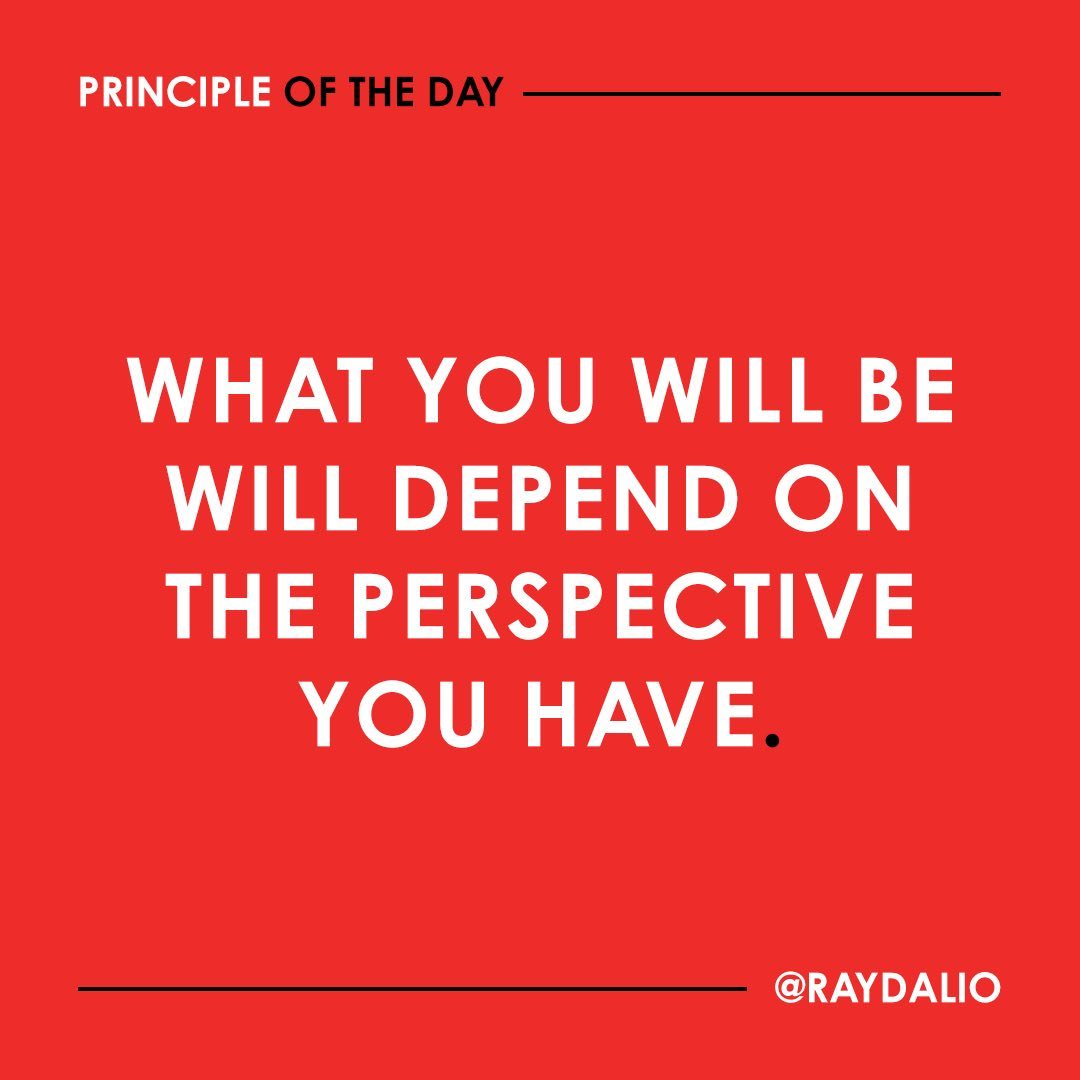 PRINCIPLE OF THE DAY
WHAT YOU WILL BE
WILL DEPEND ON
THE PERSPECTIVE
YOU HAVE.
@RAYDALIO